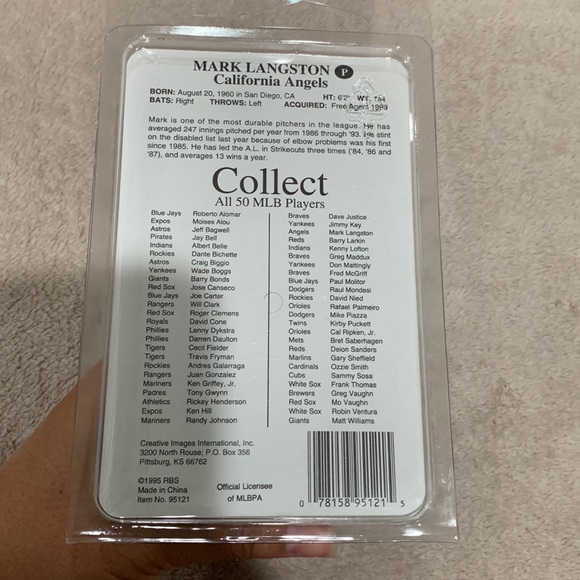 MARK LANGSTON P
California Angels
BORN: August 20, 1960 in San Diego, CA HT: 6'2" WT: 184
BATS: Right THROWS: Left ACQUIRED: Free Agent 1989
Mark is one of the most durable pitchers in the league. He has
averaged 247 innings pitched per year from 1986 through '93. His stint
on the disabled list last year because of elbow problems was his first
since 1985. He has led the A.L. in Strikeouts three times ('84, '86 and
'87), and averages 13 wins a year.
Collect
All 50 MLB Players
Blue Jays Roberto Alomar
Expos Moises Alou
Astros Jeff Bagwell
Pirates Jay Bell
Indians Albert Belle
Rockies Dante Bichette
Astros Craig Biggio
Yankees Wade Boggs
Giants Barry Bonds
Red Sox Jose Canseco
Blue Jays Joe Carter
Rangers Will Clark
Red Sox Roger Clemens
Royals David Cone
Phillies Lenny Dykstra
Phillies Darren Daulton
Tigers Cecil Fielder
Tigers Travis Fryman
Rockies Andres Galarraga
Rangers Juan Gonzalez
Mariners Ken Griffey, Jr.
Padres Tony Gwynn
Athletics Rickey Henderson
Expos Ken Hill
Mariners Randy Johnson
Braves Dave Justice
Yankees Jimmy Key
Angels Mark Langston
Reds Barry Larkin
Indians Kenny Lofton
Braves Greg Maddux
Yankees Don Mattingly
Braves Fred McGriff
Blue Jays Paul Molitor
Dodgers Raul Mondesi
Rockies David Nied
Orioles Rafael Palmeiro
Dodgers Mike Piazza
Twins Kirby Puckett
Orioles Cal Ripken, Jr.
Mets Bret Saberhagen
Reds Deion Sanders
Marlins Gary Sheffield
Cardinals Ozzie Smith
Cubs Sammy Sosa
White Sox Frank Thomas
Brewers Greg Vaughn
Red Sox Mo Vaughn
White Sox Robin Ventura
Giants Matt Williams
Creative Images International, Inc.
3200 North Rouse; P.O. Box 356
Pittsburg, KS 66762
©1995 RBS
Made in China
Item No. 95121
Official Licensee
of MLBPA
0 78158 95121 5